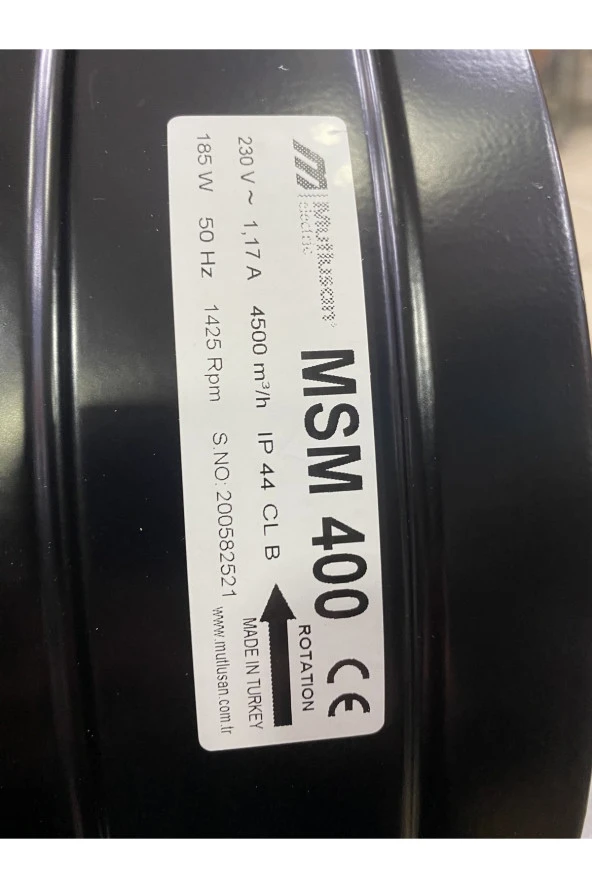 Mutlusan
electric
MSM 400
CE
230 V ~ 1,17 A 4500 m³/h IP 44 CL B
185 W 50 Hz 1425 Rpm S.NO: 200582521
ROTATION
MADE IN TURKEY
www.mutlusan.com.tr